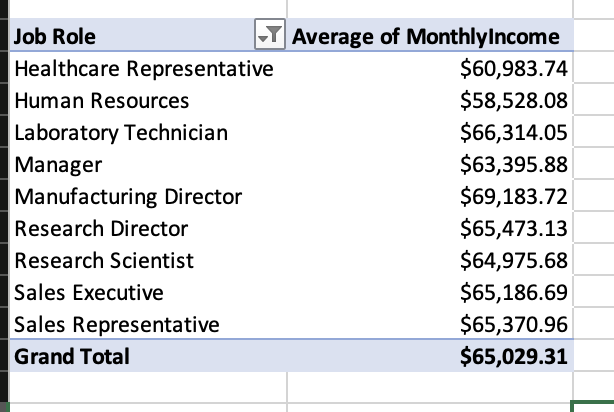 Job Role Average of MonthlyIncome
Healthcare Representative $60,983.74
Human Resources $58,528.08
Laboratory Technician $66,314.05
Manager $63,395.88
Manufacturing Director $69,183.72
Research Director $65,473.13
Research Scientist $64,975.68
Sales Executive $65,186.69
Sales Representative $65,370.96
Grand Total $65,029.31